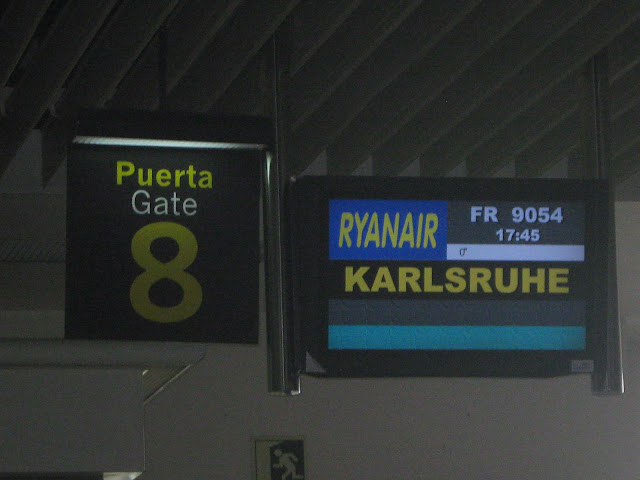 Puerta
Gate
8
RYANAIR
FR 9054
17:45
KARLSRUHE